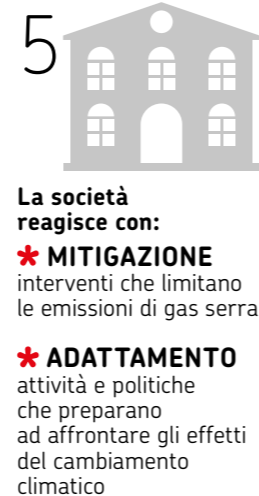 5
La società
reagisce con:
* MITIGAZIONE
interventi che limitano
le emissioni di gas serra
* ADATTAMENTO
attività e politiche
che preparano
ad affrontare gli effetti
del cambiamento
climatico